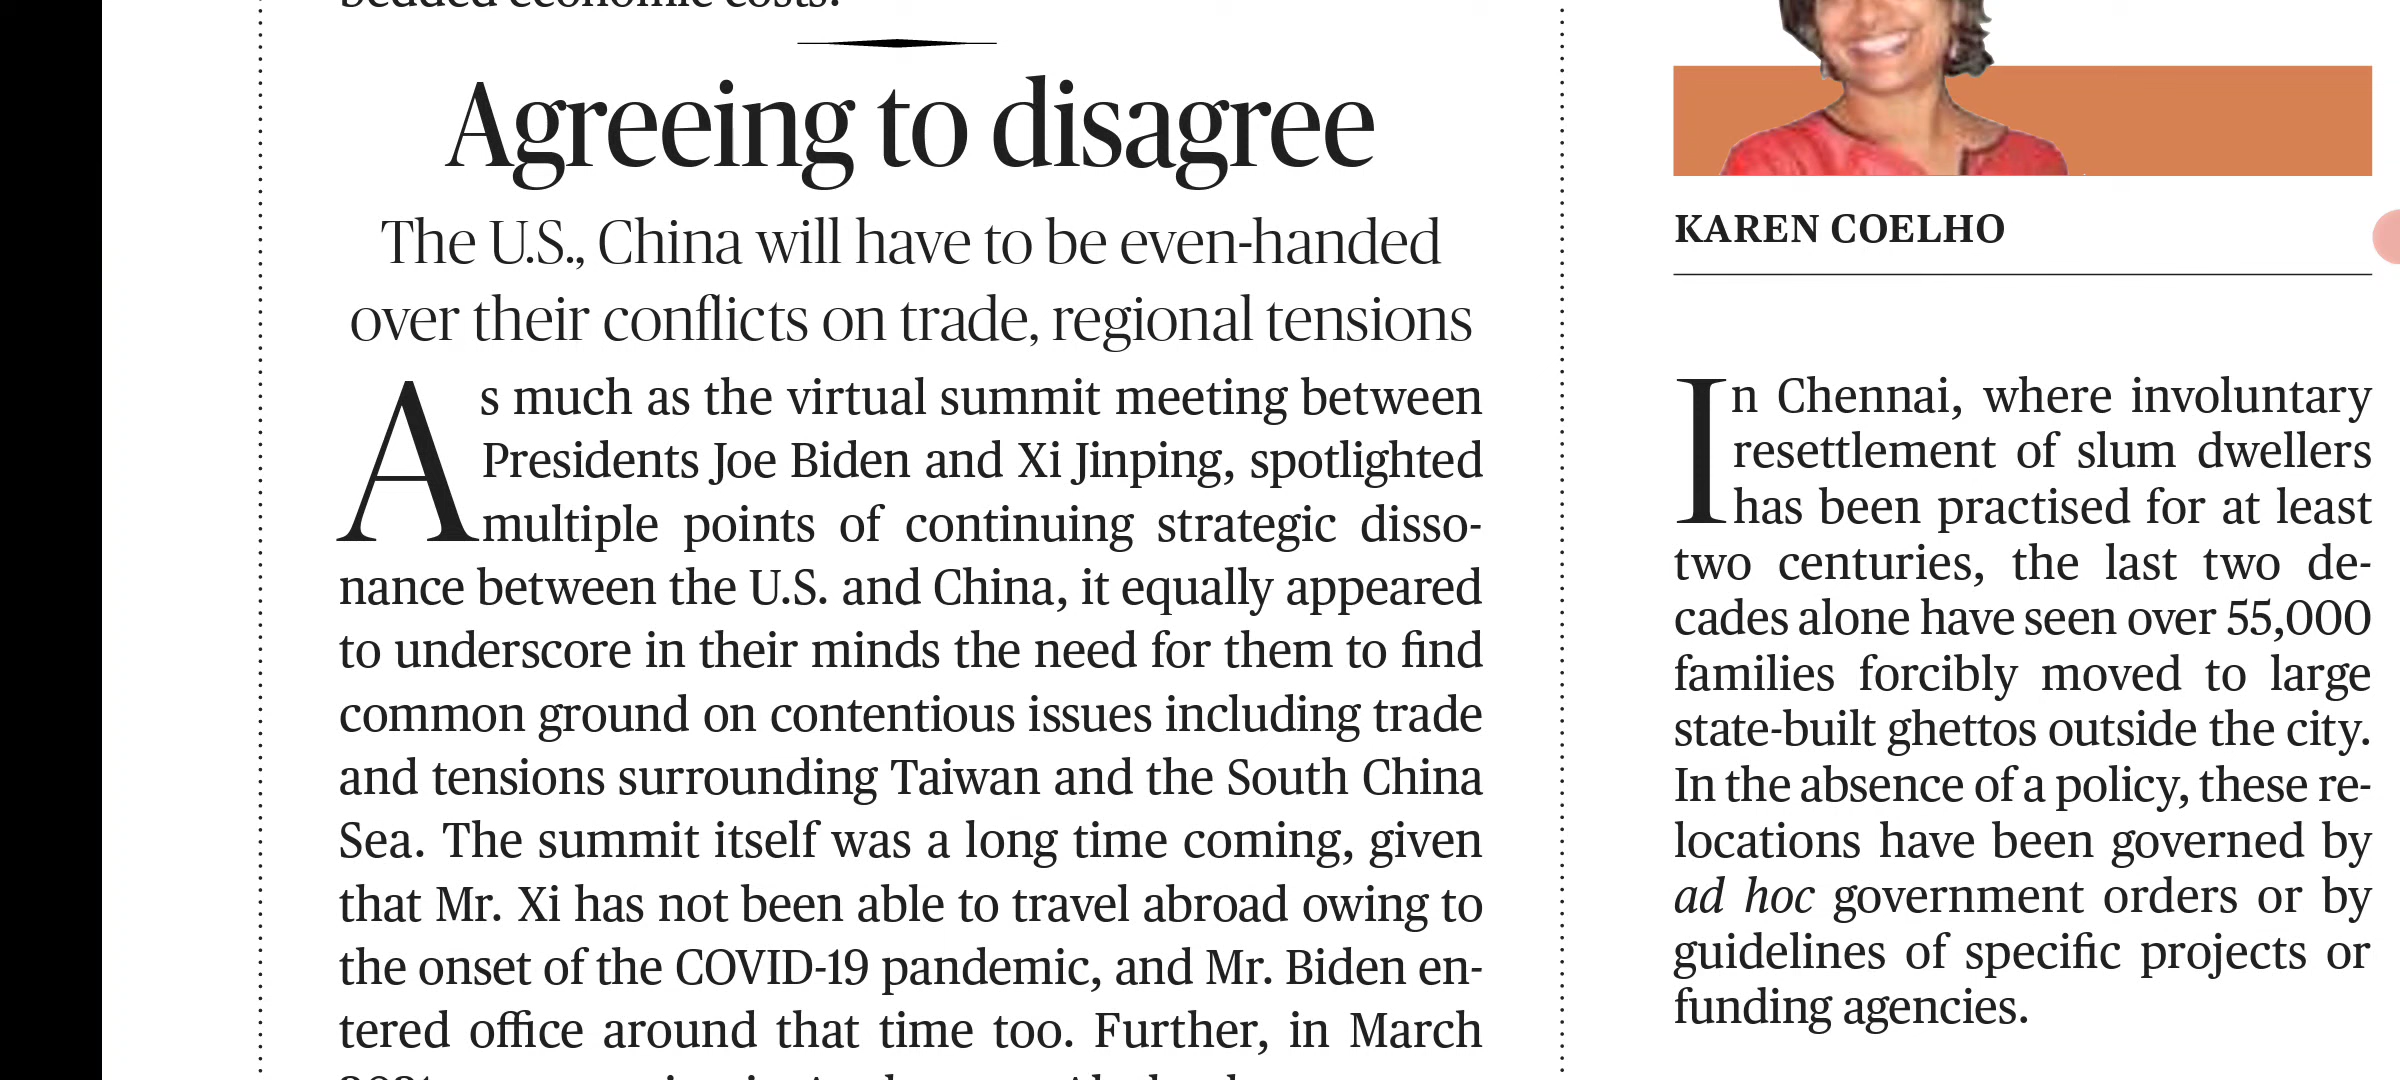 bedded economic costs.
Agreeing to disagree
The U.S., China will have to be even-handed
over their conflicts on trade, regional tensions
As much as the virtual summit meeting between
Presidents Joe Biden and Xi Jinping, spotlighted
multiple points of continuing strategic disso-
nance between the U.S. and China, it equally appeared
to underscore in their minds the need for them to find
common ground on contentious issues including trade
and tensions surrounding Taiwan and the South China
Sea. The summit itself was a long time coming, given
that Mr. Xi has not been able to travel abroad owing to
the onset of the COVID-19 pandemic, and Mr. Biden en-
tered office around that time too. Further, in March
KAREN COELHO
In Chennai, where involuntary
resettlement of slum dwellers
has been practised for at least
two centuries, the last two de-
cades alone have seen over 55,000
families forcibly moved to large
state-built ghettos outside the city.
In the absence of a policy, these re-
locations have been governed by
ad hoc government orders or by
guidelines of specific projects or
funding agencies.